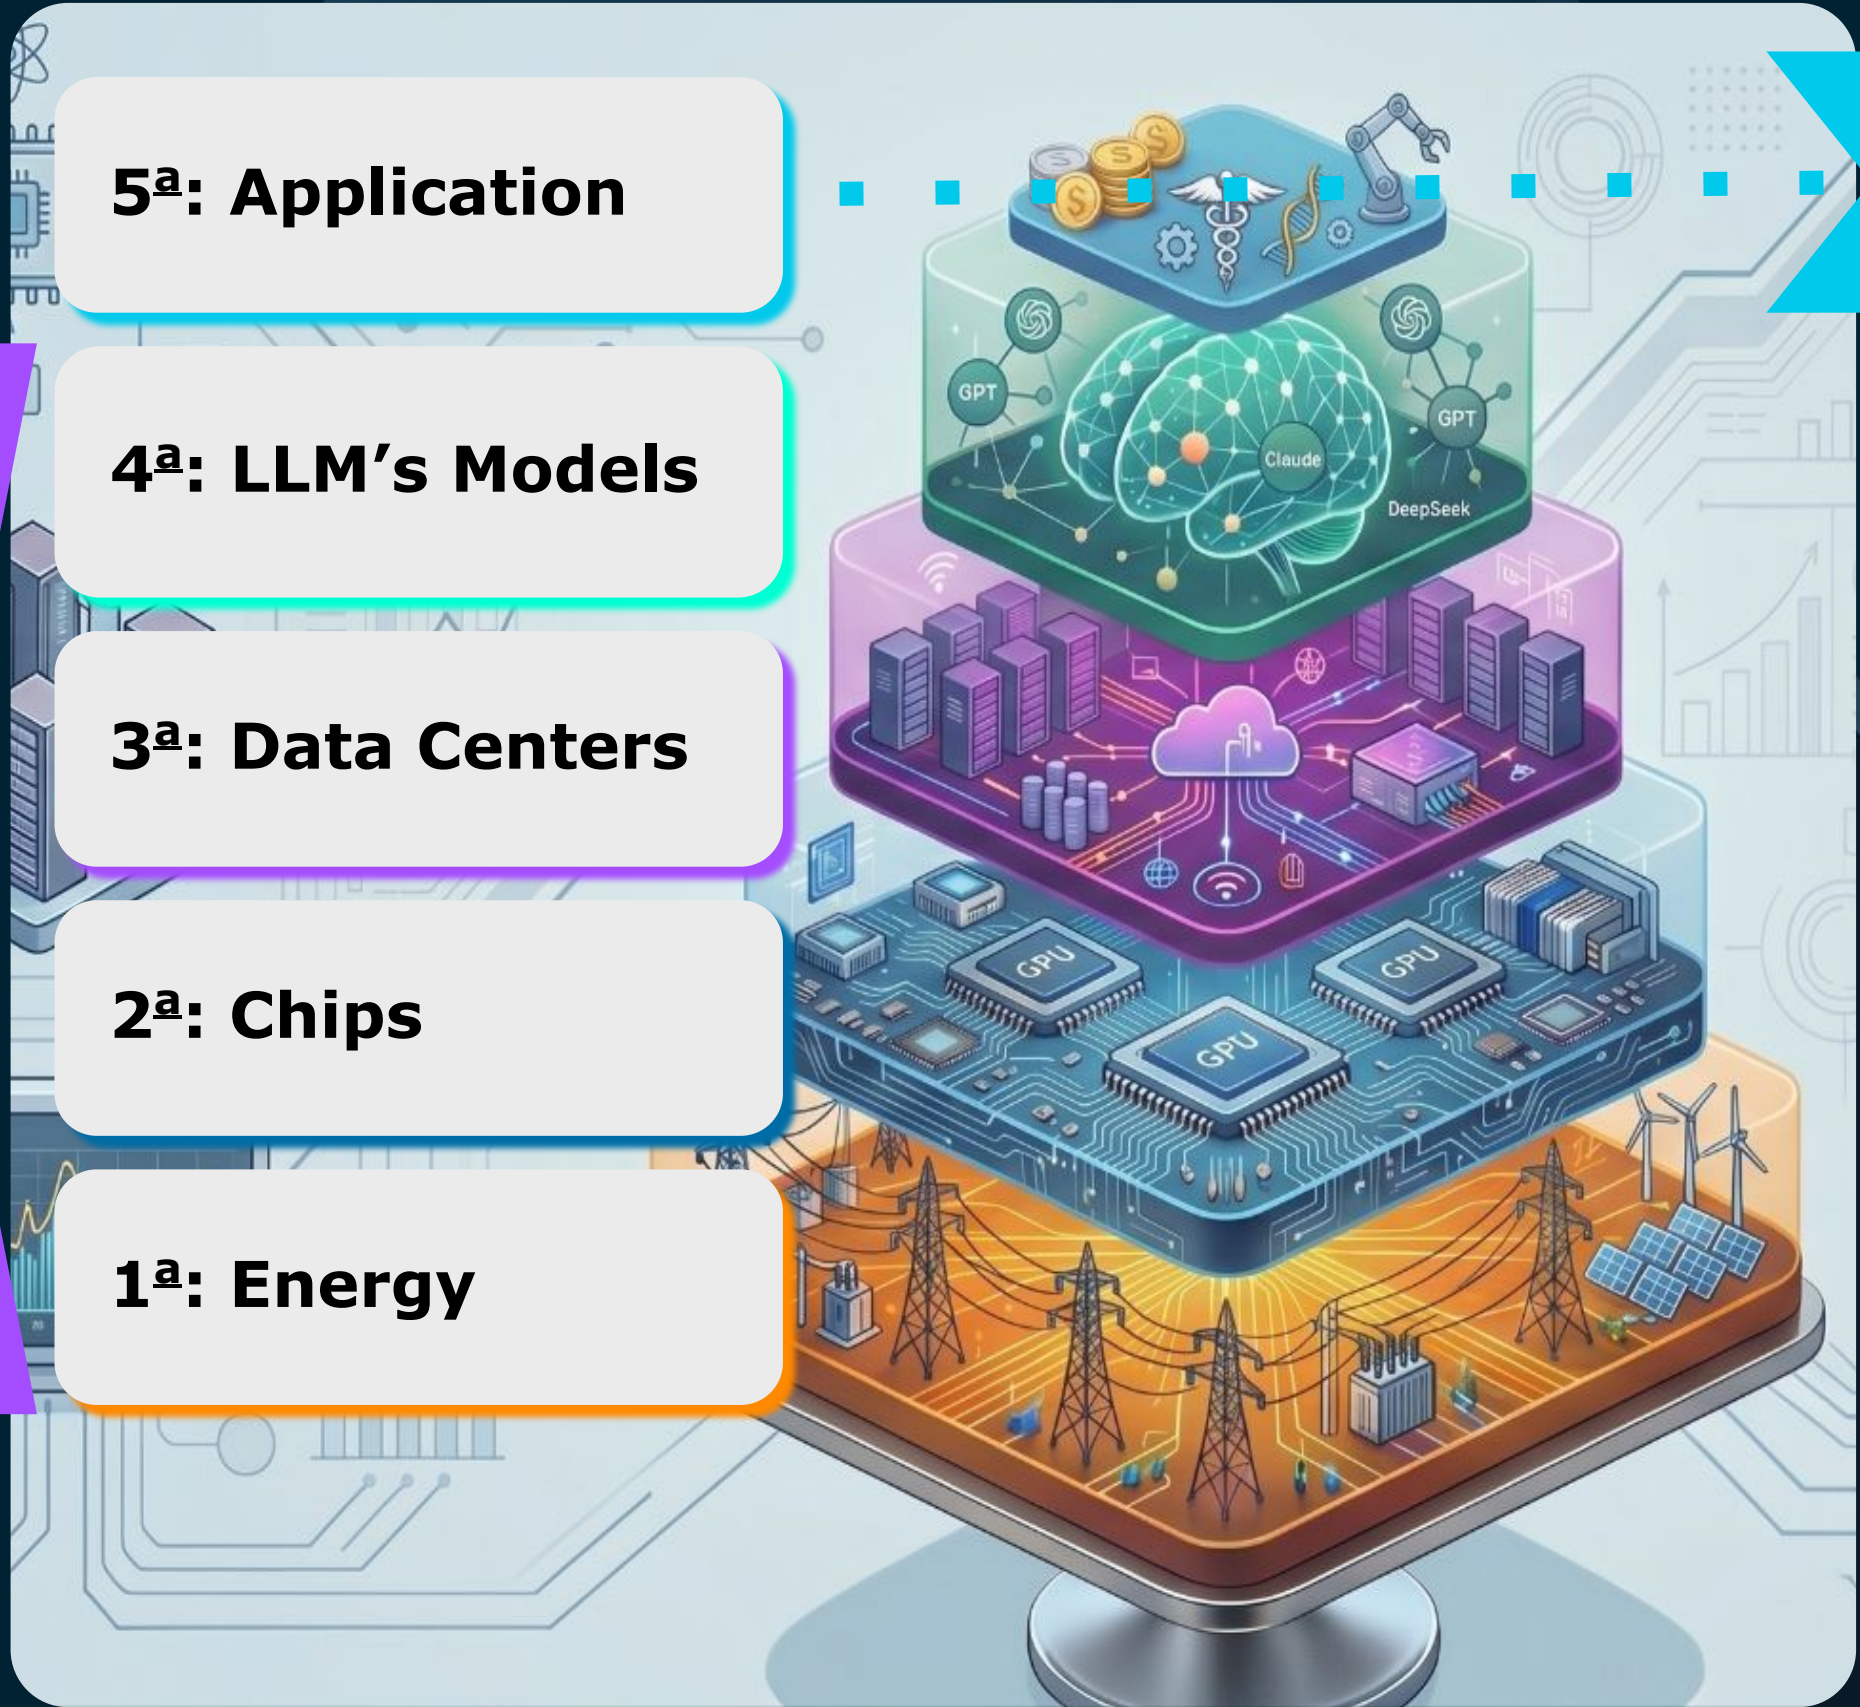 5ª: Application
4ª: LLM’s Models
3ª: Data Centers
2ª: Chips
1ª: Energy
GPT
GPT
Claude
DeepSeek
GPU
GPU
GPU